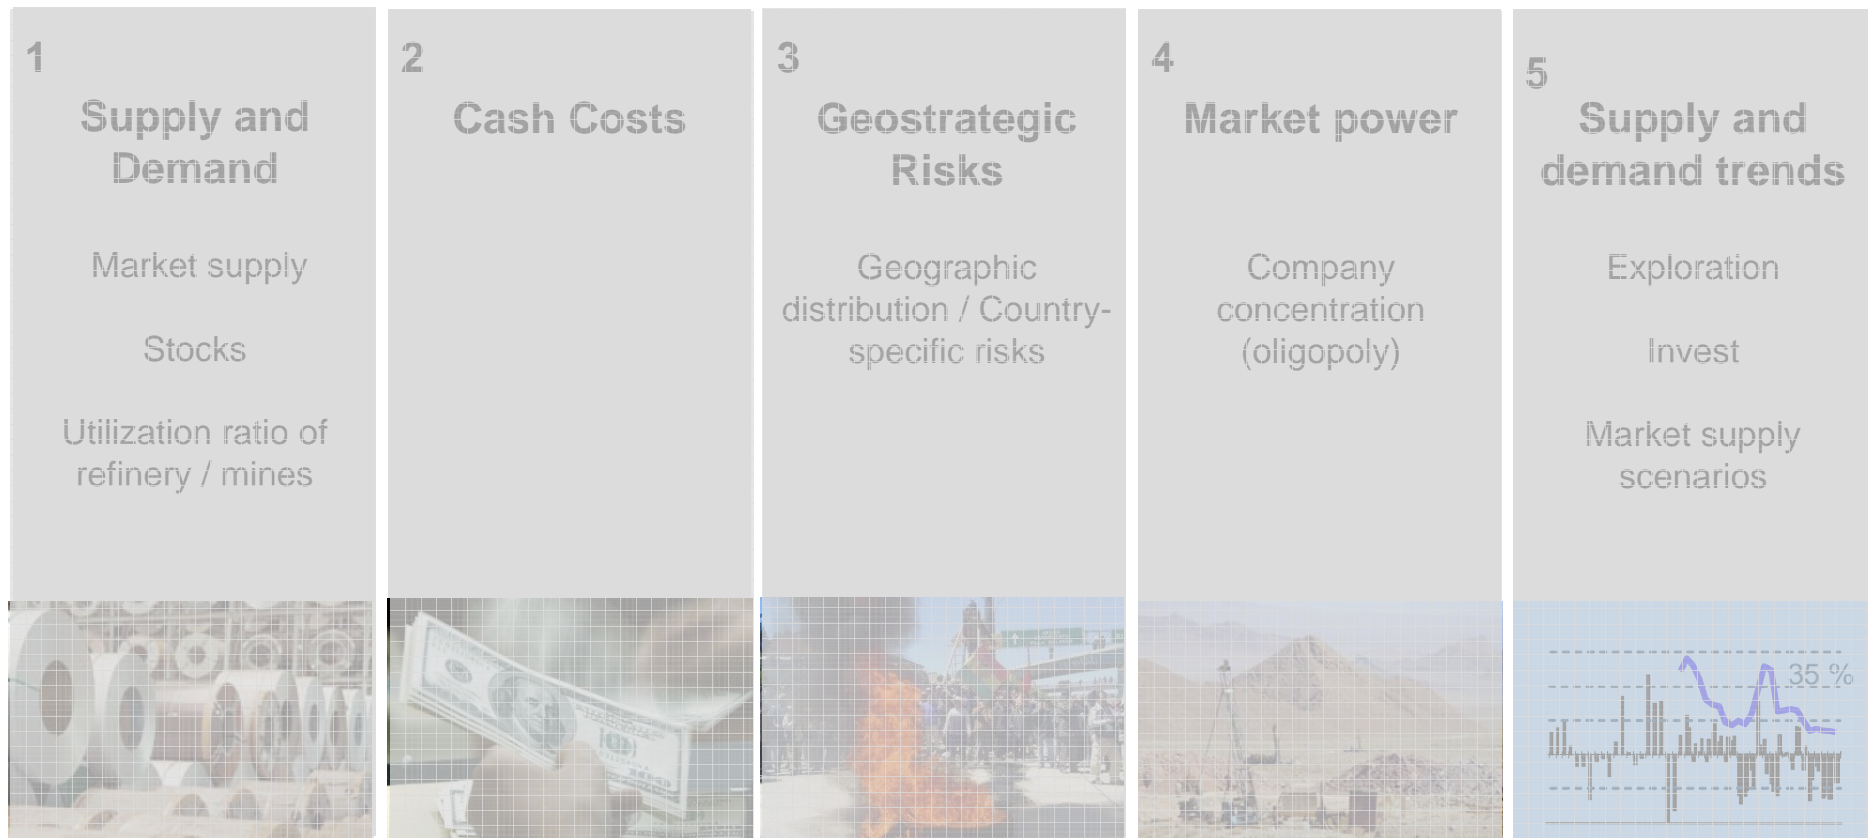 1
Supply and
Demand
Market supply
Stocks
Utilization ratio of
refinery / mines
2
Cash Costs
3
Geostrategic
Risks
Geographic
distribution / Country-
specific risks
4
Market power
Company
concentration
(oligopoly)
5
Supply and
demand trends
Exploration
Invest
Market supply
scenarios
35 %